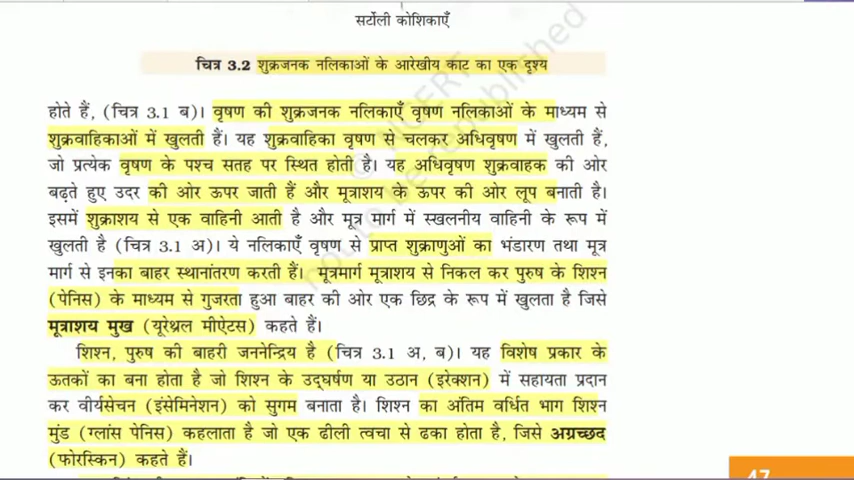 सर्टोली कोशिकाएँ
चित्र 3.2 शुक्रजनक नलिकाओं के आरेखीय काट का एक दृश्य
होते हैं, (चित्र 3.1 ब)। वृषण की शुक्रजनक नलिकाएँ वृषण नलिकाओं के माध्यम से
शुक्रवाहिकाओं में खुलती हैं। यह शुक्रवाहिका वृषण से चलकर अधिवृषण में खुलती हैं,
जो प्रत्येक वृषण के पश्च सतह पर स्थित होती है। यह अधिवृषण शुक्रवाहक की ओर
बढ़ते हुए उदर की ओर ऊपर जाती हैं और मूत्राशय के ऊपर की ओर लूप बनाती है।
इसमें शुक्राशय से एक वाहिनी आती है और मूत्र मार्ग में स्खलनीय वाहिनी के रूप में
खुलती है (चित्र 3.1 अ)। ये नलिकाएँ वृषण से प्राप्त शुक्राणुओं का भंडारण तथा मूत्र
मार्ग से इनका बाहर स्थानांतरण करती हैं। मूत्रमार्ग मूत्राशय से निकल कर पुरुष के शिश्न
(पेनिस) के माध्यम से गुजरता हुआ बाहर की ओर एक छिद्र के रूप में खुलता है जिसे
मूत्राशय मुख (यूरेथ्रल मीऐटस) कहते हैं।
शिश्न, पुरुष की बाहरी जननेन्द्रिय है (चित्र 3.1 अ, ब)। यह विशेष प्रकार के
ऊतकों का बना होता है जो शिश्न के उद्घर्षण या उठान (इरेक्शन) में सहायता प्रदान
कर वीर्यसेचन (इंसेमिनेशन) को सुगम बनाता है। शिश्न का अंतिम वर्धित भाग शिश्न
मुंड (ग्लांस पेनिस) कहलाता है जो एक ढीली त्वचा से ढका होता है, जिसे अग्रच्छद
(फोरस्किन) कहते हैं।
47
© NCERT
not to be republished